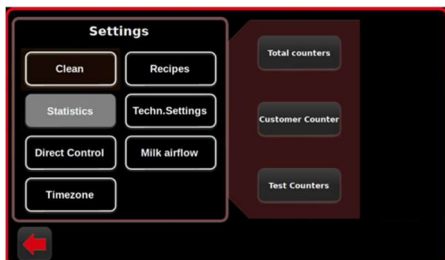 Settings
Clean
Recipes
Statistics
Techn.Settings
Direct Control
Milk airflow
Timezone
Total counters
Customer Counter
Test Counters